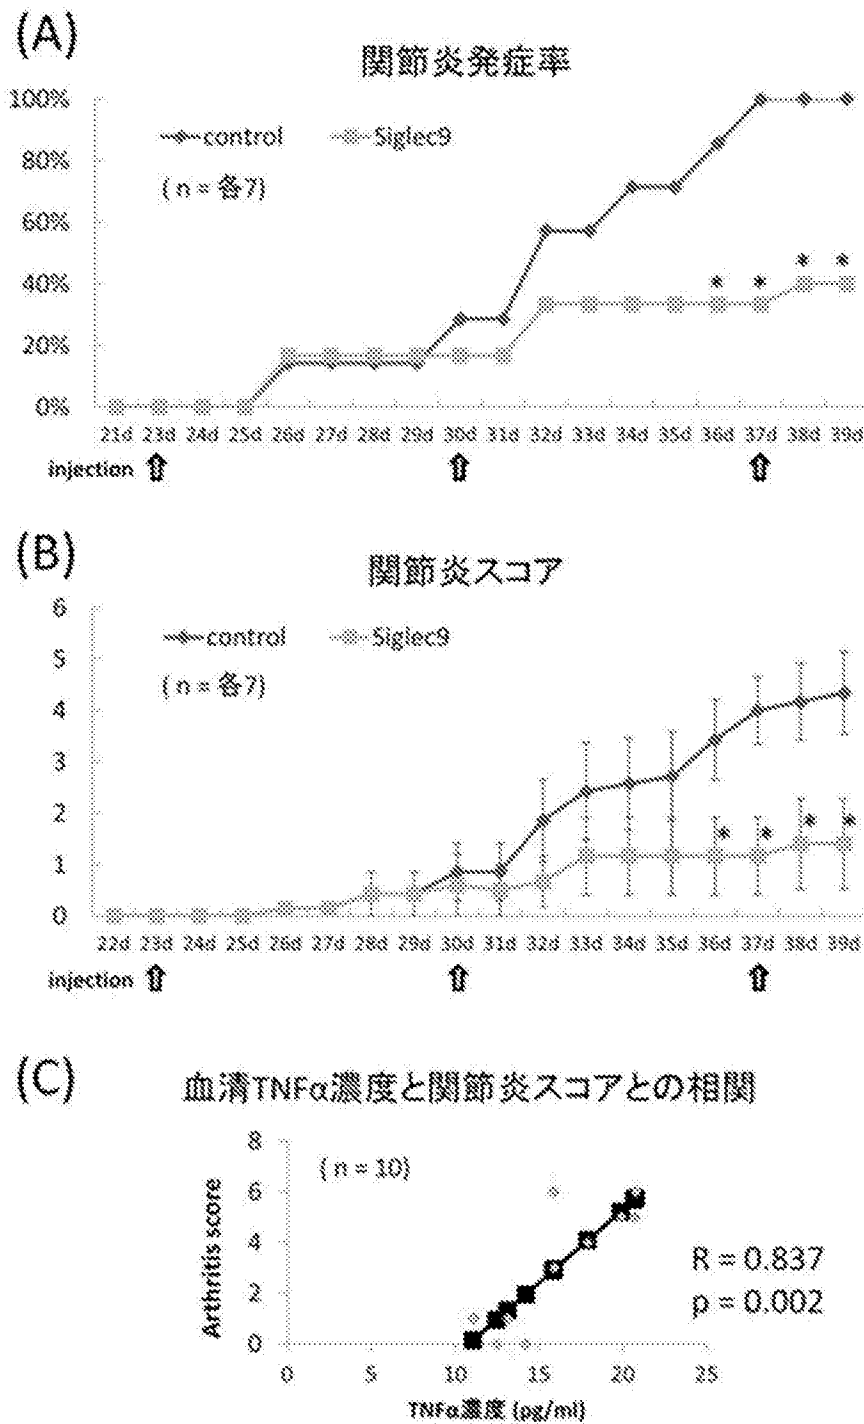 (A)
関節炎発症率
100%
80%
60%
40%
20%
0%
control Siglec9
( n = 各7)
* * * *
21d 23d 24d 25d 26d 27d 28d 29d 30d 31d 32d 33d 34d 35d 36d 37d 38d 39d
injection
(B)
関節炎スコア
6
5
4
3
2
1
0
control Siglec9
( n = 各7)
* * * *
22d 23d 24d 25d 26d 27d 28d 29d 30d 31d 32d 33d 34d 35d 36d 37d 38d 39d
injection
(C)
血清TNFα濃度と関節炎スコアとの相関
Arthritis score
8
6
4
2
0
( n = 10)
R = 0.837
p = 0.002
0 5 10 15 20 25
TNFα濃度 (pg/ml)